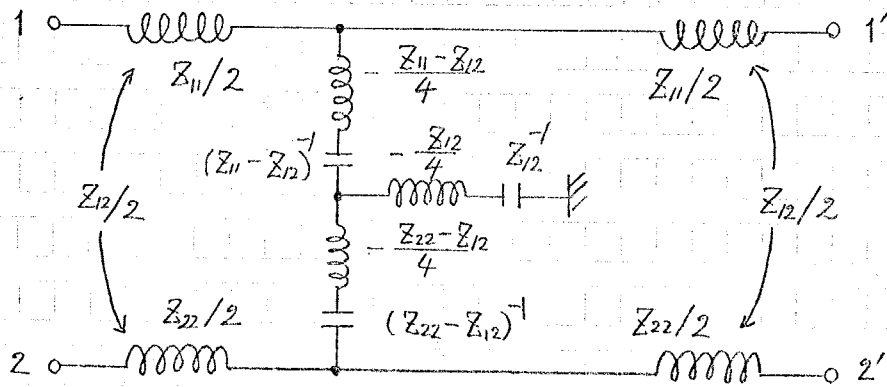 1
1′
Z₁₁/2
- (Z₁₁ - Z₁₂)/4
Z₁₁/2
(Z₁₁ - Z₁₂)⁻¹
- Z₁₂/4
Z₁₂⁻¹
Z₁₂/2
Z₁₂/2
- (Z₂₂ - Z₁₂)/4
Z₂₂/2
(Z₂₂ - Z₁₂)⁻¹
Z₂₂/2
2
2′